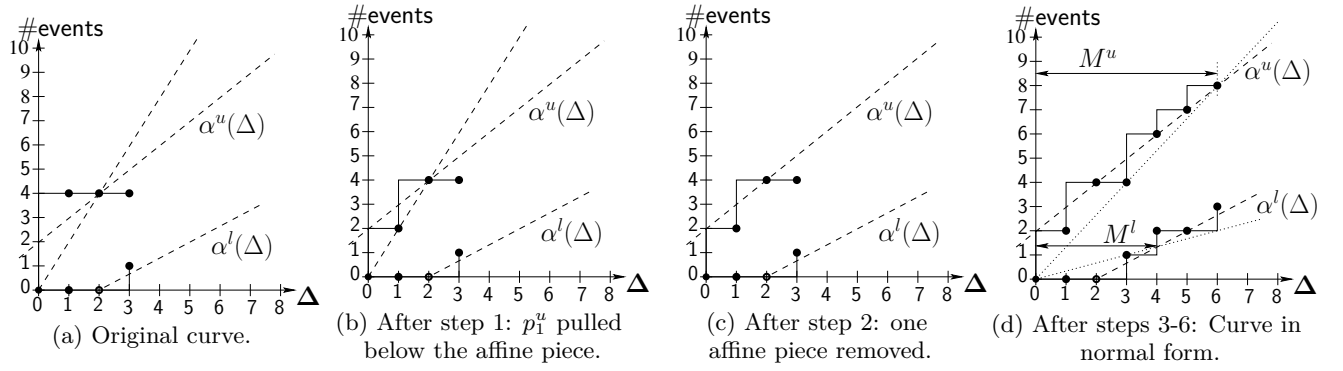 #events
10
9
8
7
6
5
4
3
2
1
0
0 1 2 3 4 5 6 7 8 Δ
α^u(Δ)
α^l(Δ)
(a) Original curve.
#events
10
9
8
7
6
5
4
3
2
1
0
0 1 2 3 4 5 6 7 8 Δ
α^u(Δ)
α^l(Δ)
(b) After step 1: p_1^u pulled
below the affine piece.
#events
10
9
8
7
6
5
4
3
2
1
0
0 1 2 3 4 5 6 7 8 Δ
α^u(Δ)
α^l(Δ)
(c) After step 2: one
affine piece removed.
#events
10
9
8
7
6
5
4
3
2
1
0
0 1 2 3 4 5 6 7 8 Δ
M^u
α^u(Δ)
M^l
α^l(Δ)
(d) After steps 3-6: Curve in
normal form.